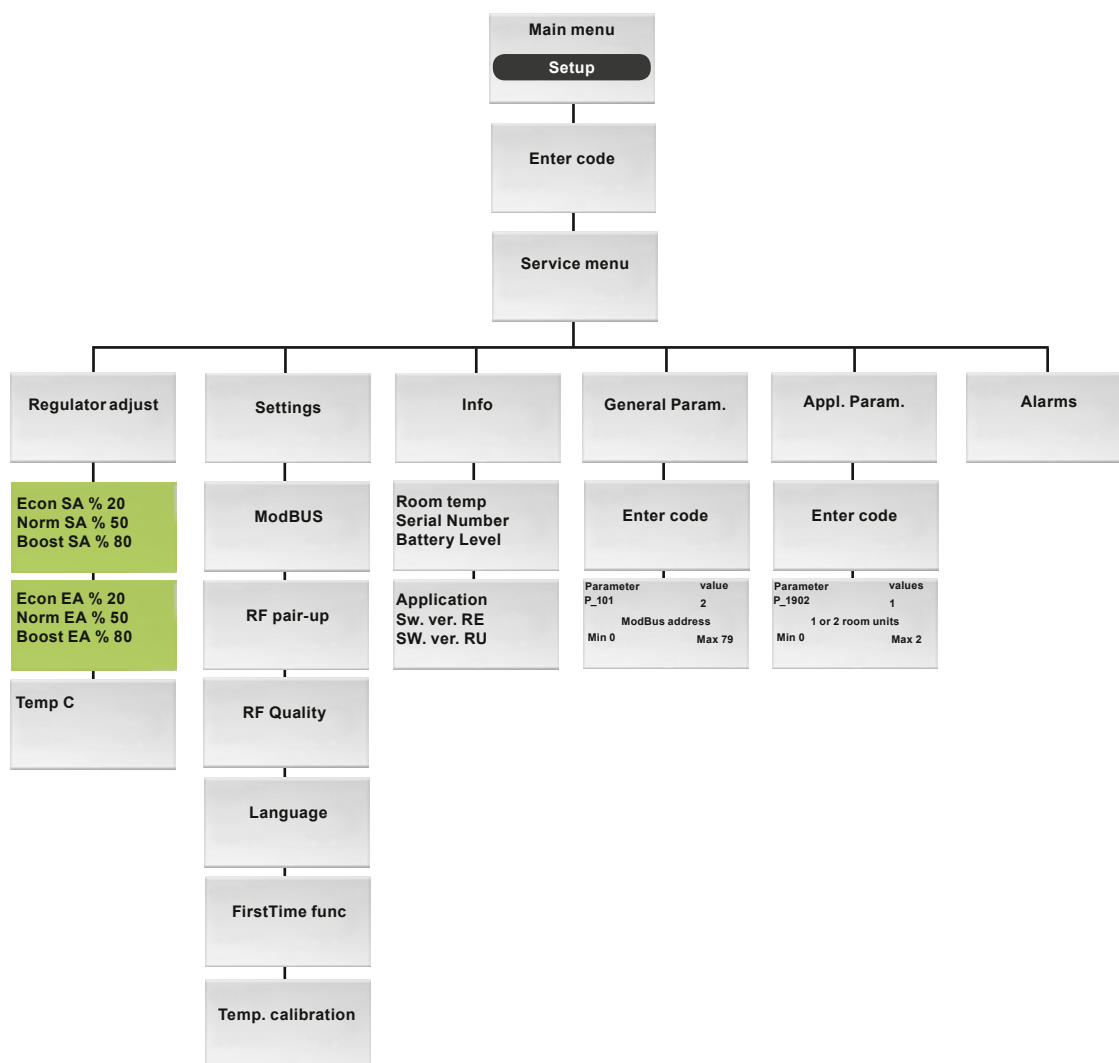 Main menu
Setup
Enter code
Service menu
Regulator adjust
Settings
Info
General Param.
Appl. Param.
Alarms
Econ SA % 20
Norm SA % 50
Boost SA % 80
Econ EA % 20
Norm EA % 50
Boost EA % 80
Temp C
ModBUS
RF pair-up
RF Quality
Language
FirstTime func
Temp. calibration
Room temp
Serial Number
Battery Level
Application
Sw. ver. RE
SW. ver. RU
Enter code
Parameter value
P_101 2
ModBus address
Min 0 Max 79
Enter code
Parameter values
P_1902 1
1 or 2 room units
Min 0 Max 2